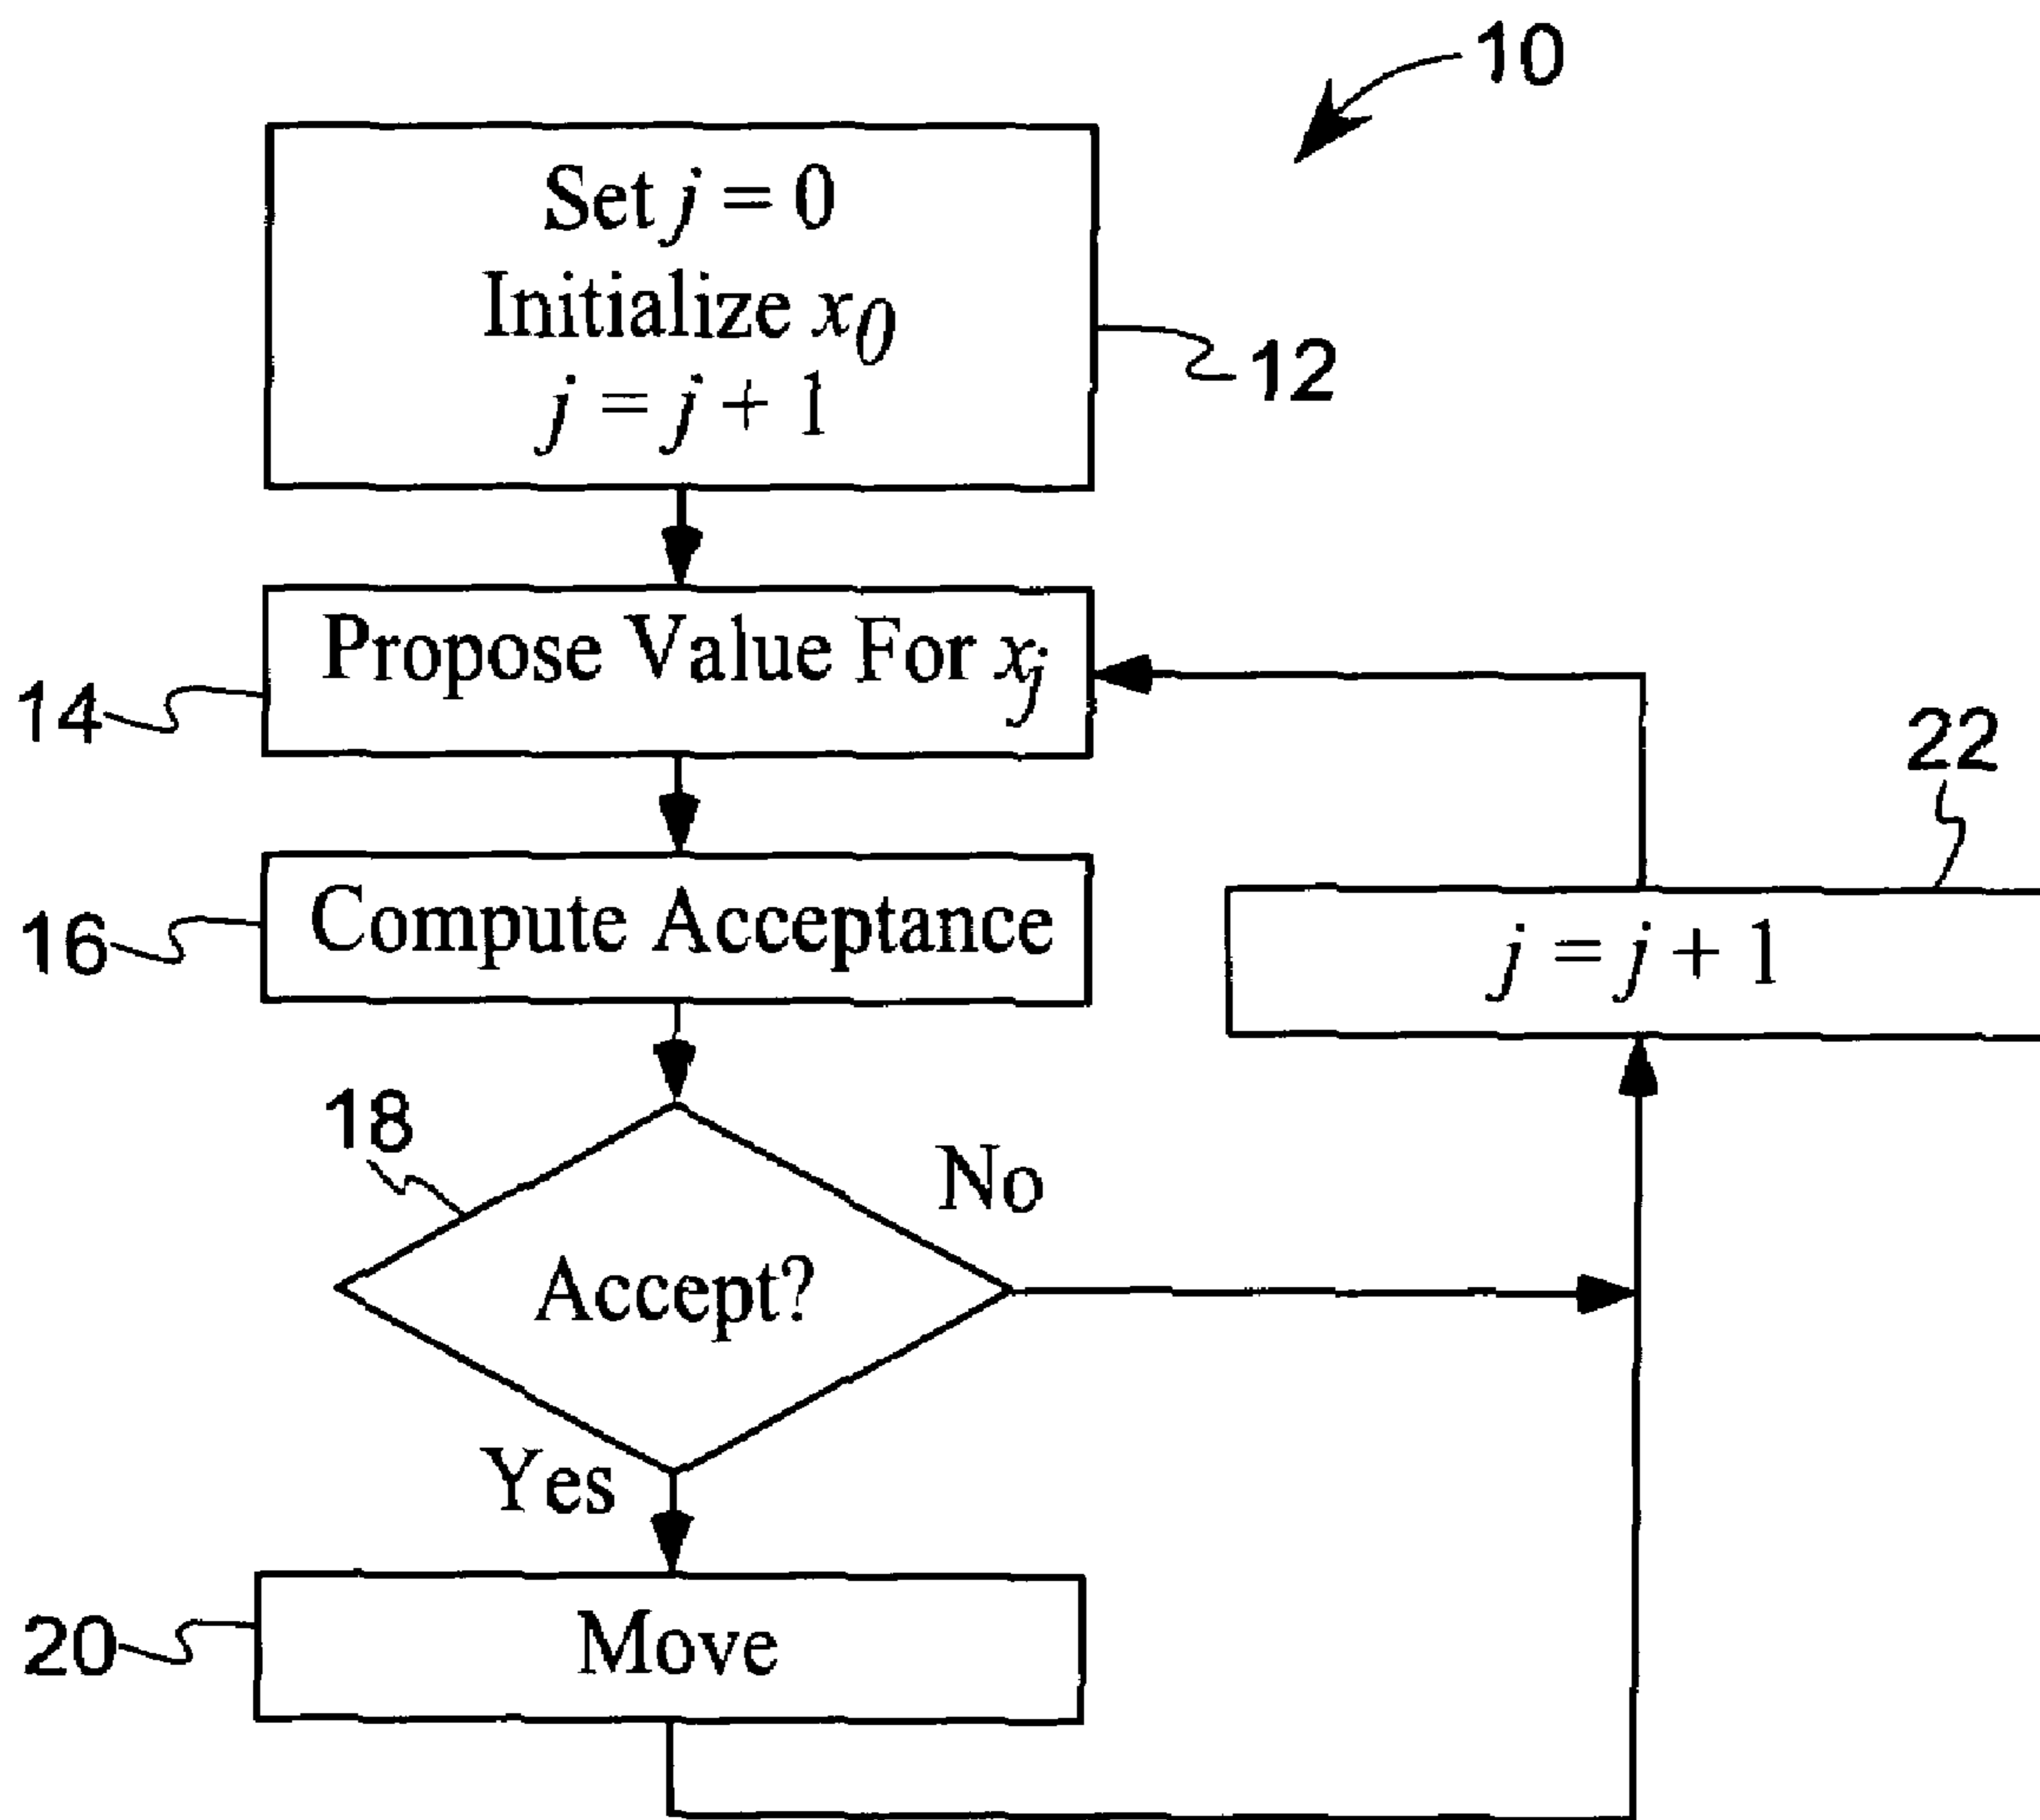 10
Set j = 0
Initialize x0
j = j + 1
12
Propose Value For xj
14
22
Compute Acceptance
16
j = j + 1
18
No
Accept?
Yes
Move
20